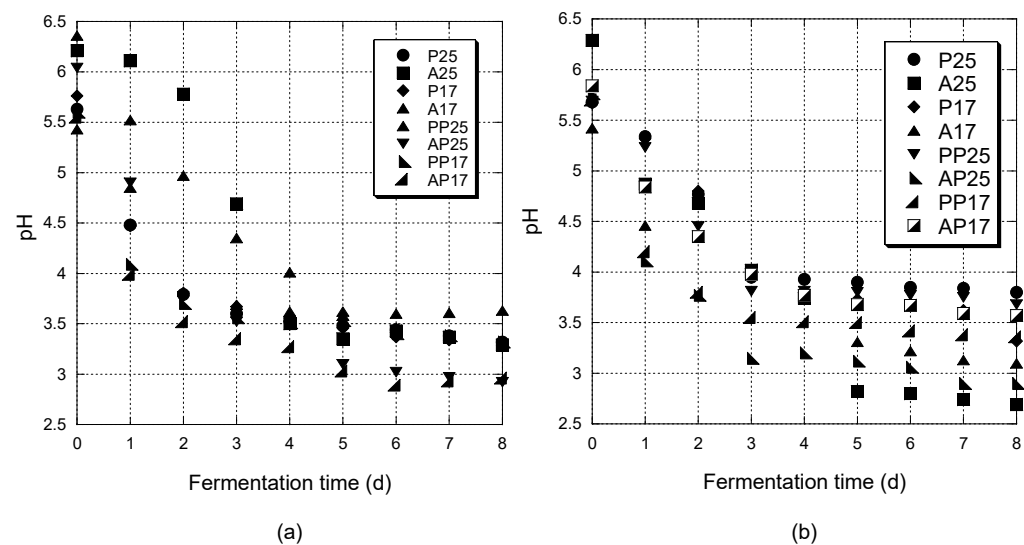 6.5
6
5.5
5
4.5
4
3.5
3
2.5
pH
0 1 2 3 4 5 6 7 8
Fermentation time (d)
P25
A25
P17
A17
PP25
AP25
PP17
AP17
(a)
6.5
6
5.5
5
4.5
4
3.5
3
2.5
pH
0 1 2 3 4 5 6 7 8
Fermentation time (d)
P25
A25
P17
A17
PP25
AP25
PP17
AP17
(b)